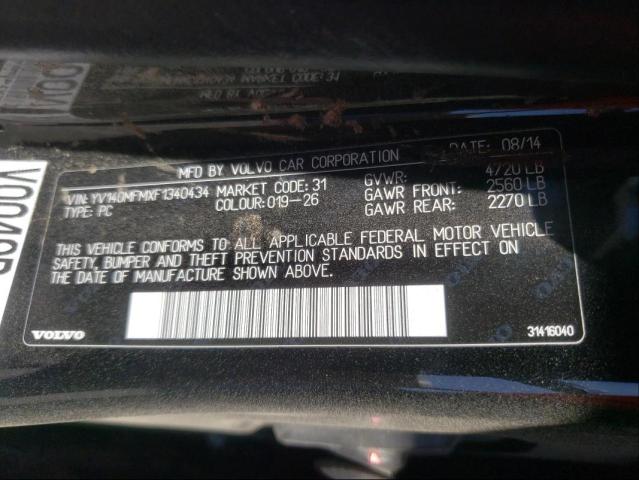 MFD BY VOLVO CAR CORPORATION DATE: 08/14
VIN: YV140MFMXF1340434 MARKET CODE: 31 GVWR: 4720 LB
TYPE: PC COLOUR: 019-26 GAWR FRONT: 2560 LB
GAWR REAR: 2270 LB
THIS VEHICLE CONFORMS TO ALL APPLICABLE FEDERAL MOTOR VEHICLE
SAFETY, BUMPER AND THEFT PREVENTION STANDARDS IN EFFECT ON
THE DATE OF MANUFACTURE SHOWN ABOVE.
VOLVO 31416040